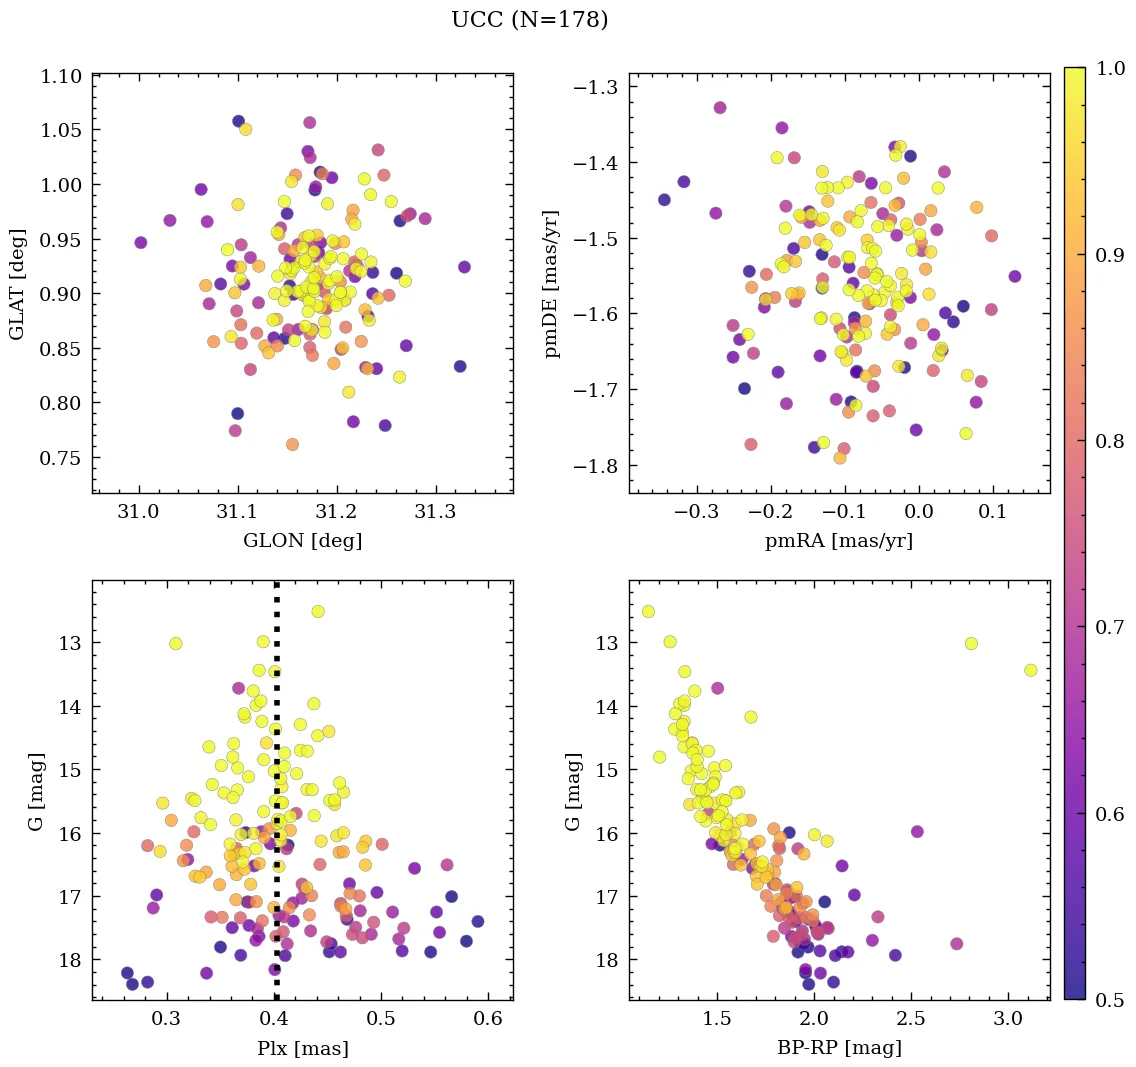 UCC (N=178)
1.10
1.05
1.00
0.95
0.90
0.85
0.80
0.75
GLAT [deg]
31.0 31.1 31.2 31.3
GLON [deg]
−1.3
−1.4
−1.5
−1.6
−1.7
−1.8
pmDE [mas/yr]
−0.3 −0.2 −0.1 0.0 0.1
pmRA [mas/yr]
13
14
15
16
17
18
G [mag]
0.3 0.4 0.5 0.6
Plx [mas]
13
14
15
16
17
18
G [mag]
1.5 2.0 2.5 3.0
BP-RP [mag]
1.0
0.9
0.8
0.7
0.6
0.5